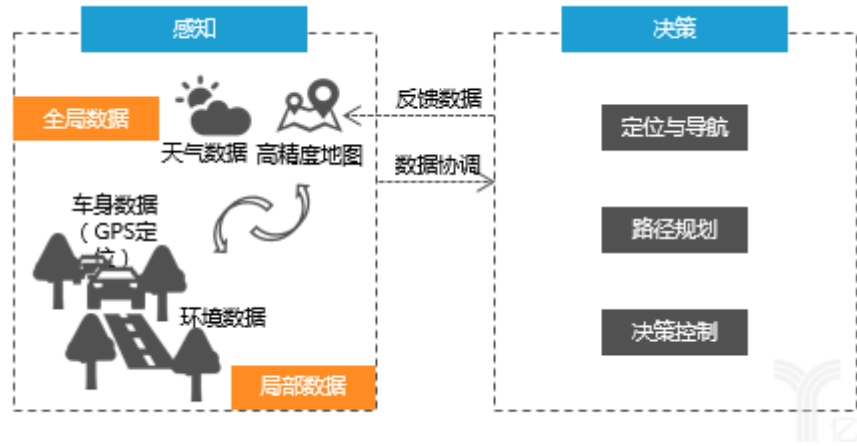 感知
决策
全局数据
天气数据
高精度地图
反馈数据
数据协调
定位与导航
车身数据
（GPS定
位）
路径规划
环境数据
决策控制
局部数据
亿